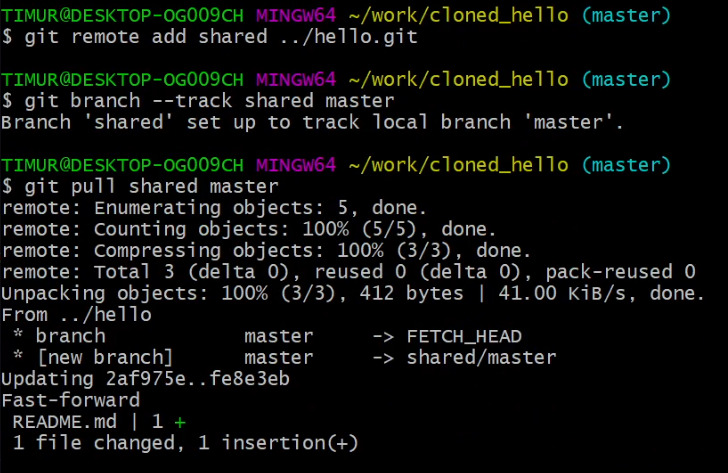 TIMUR@DESKTOP-OG009CH MINGW64 ~/work/cloned_hello (master)
$ git remote add shared ../hello.git
TIMUR@DESKTOP-OG009CH MINGW64 ~/work/cloned_hello (master)
$ git branch --track shared master
Branch 'shared' set up to track local branch 'master'.
TIMUR@DESKTOP-OG009CH MINGW64 ~/work/cloned_hello (master)
$ git pull shared master
remote: Enumerating objects: 5, done.
remote: Counting objects: 100% (5/5), done.
remote: Compressing objects: 100% (3/3), done.
remote: Total 3 (delta 0), reused 0 (delta 0), pack-reused 0
Unpacking objects: 100% (3/3), 412 bytes | 41.00 KiB/s, done.
From ../hello
 * branch            master     -> FETCH_HEAD
 * [new branch]      master     -> shared/master
Updating 2af975e..fe8e3eb
Fast-forward
 README.md | 1 +
 1 file changed, 1 insertion(+)